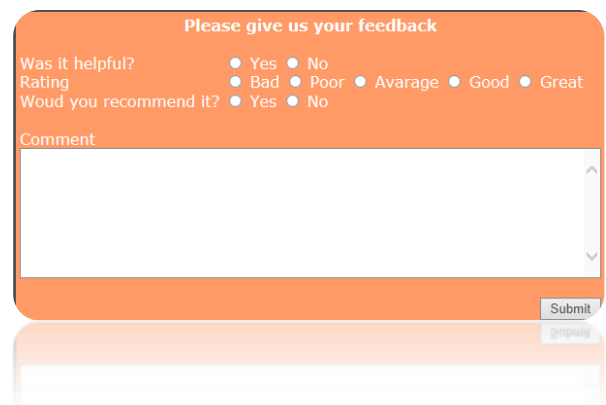 Please give us your feedback
Was it helpful? Yes No
Rating Bad Poor Avarage Good Great
Woud you recommend it? Yes No
Comment
Submit